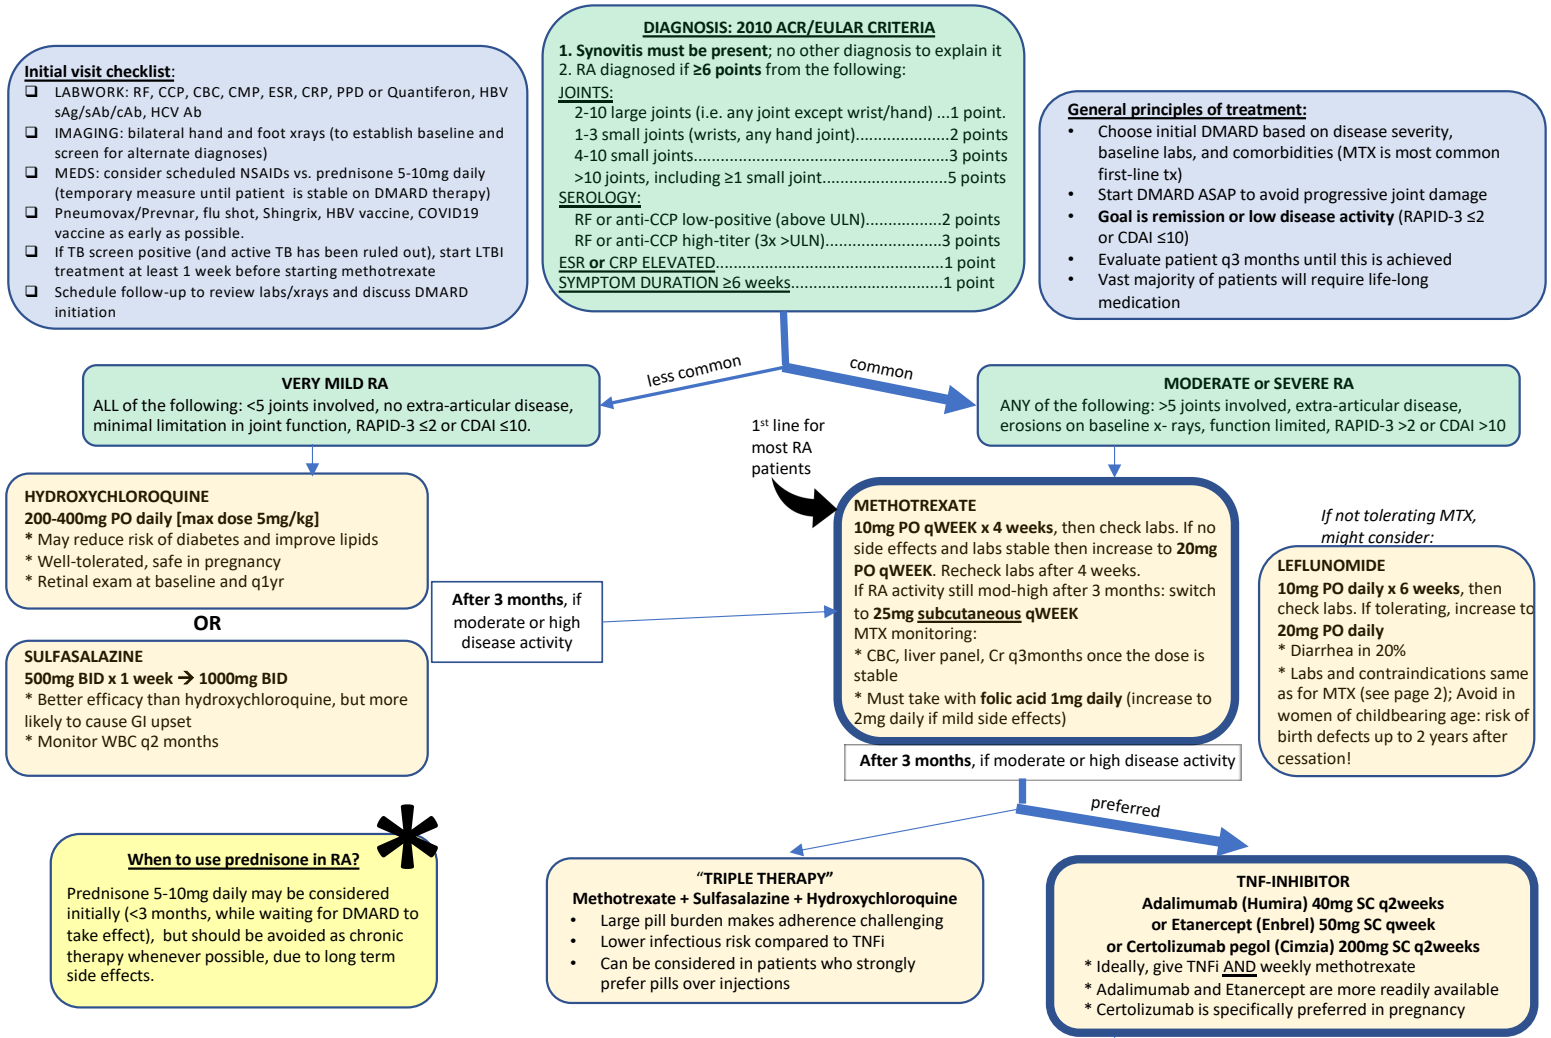 DIAGNOSIS: 2010 ACR/EULAR CRITERIA
1. Synovitis must be present; no other diagnosis to explain it
2. RA diagnosed if ≥6 points from the following:
JOINTS:
2-10 large joints (i.e. any joint except wrist/hand) ...1 point.
1-3 small joints (wrists, any hand joint)................2 points
4-10 small joints...........................................3 points
>10 joints, including ≥1 small joint.....................5 points
SEROLOGY:
RF or anti-CCP low-positive (above ULN).............2 points
RF or anti-CCP high-titer (3x >ULN)...................3 points
ESR or CRP ELEVATED......................................1 point
SYMPTOM DURATION ≥6 weeks..........................1 point
Initial visit checklist:
❑ LABWORK: RF, CCP, CBC, CMP, ESR, CRP, PPD or Quantiferon, HBV
sAg/sAb/cAb, HCV Ab
❑ IMAGING: bilateral hand and foot xrays (to establish baseline and
screen for alternate diagnoses)
❑ MEDS: consider scheduled NSAIDs vs. prednisone 5-10mg daily
(temporary measure until patient is stable on DMARD therapy)
❑ Pneumovax/Prevnar, flu shot, Shingrix, HBV vaccine, COVID19
vaccine as early as possible.
❑ If TB screen positive (and active TB has been ruled out), start LTBI
treatment at least 1 week before starting methotrexate
❑ Schedule follow-up to review labs/xrays and discuss DMARD
initiation
General principles of treatment:
• Choose initial DMARD based on disease severity,
baseline labs, and comorbidities (MTX is most common
first-line tx)
• Start DMARD ASAP to avoid progressive joint damage
• Goal is remission or low disease activity (RAPID-3 ≤2
or CDAI ≤10)
• Evaluate patient q3 months until this is achieved
• Vast majority of patients will require life-long
medication
less common
common
VERY MILD RA
ALL of the following: <5 joints involved, no extra-articular disease,
minimal limitation in joint function, RAPID-3 ≤2 or CDAI ≤10.
MODERATE or SEVERE RA
ANY of the following: >5 joints involved, extra-articular disease,
erosions on baseline x- rays, function limited, RAPID-3 >2 or CDAI >10
1st line for
most RA
patients
HYDROXYCHLOROQUINE
200-400mg PO daily [max dose 5mg/kg]
* May reduce risk of diabetes and improve lipids
* Well-tolerated, safe in pregnancy
* Retinal exam at baseline and q1yr
OR
SULFASALAZINE
500mg BID x 1 week → 1000mg BID
* Better efficacy than hydroxychloroquine, but more
likely to cause GI upset
* Monitor WBC q2 months
After 3 months, if
moderate or high
disease activity
METHOTREXATE
10mg PO qWEEK x 4 weeks, then check labs. If no
side effects and labs stable then increase to 20mg
PO qWEEK. Recheck labs after 4 weeks.
If RA activity still mod-high after 3 months: switch
to 25mg subcutaneous qWEEK
MTX monitoring:
* CBC, liver panel, Cr q3months once the dose is
stable
* Must take with folic acid 1mg daily (increase to
2mg daily if mild side effects)
If not tolerating MTX,
might consider:
LEFLUNOMIDE
10mg PO daily x 6 weeks, then
check labs. If tolerating, increase to
20mg PO daily
* Diarrhea in 20%
* Labs and contraindications same
as for MTX (see page 2); Avoid in
women of childbearing age: risk of
birth defects up to 2 years after
cessation!
After 3 months, if moderate or high disease activity
preferred
*
When to use prednisone in RA?
Prednisone 5-10mg daily may be considered
initially (<3 months, while waiting for DMARD to
take effect), but should be avoided as chronic
therapy whenever possible, due to long term
side effects.
“TRIPLE THERAPY”
Methotrexate + Sulfasalazine + Hydroxychloroquine
• Large pill burden makes adherence challenging
• Lower infectious risk compared to TNFi
• Can be considered in patients who strongly
prefer pills over injections
TNF-INHIBITOR
Adalimumab (Humira) 40mg SC q2weeks
or Etanercept (Enbrel) 50mg SC qweek
or Certolizumab pegol (Cimzia) 200mg SC q2weeks
* Ideally, give TNFi AND weekly methotrexate
* Adalimumab and Etanercept are more readily available
* Certolizumab is specifically preferred in pregnancy